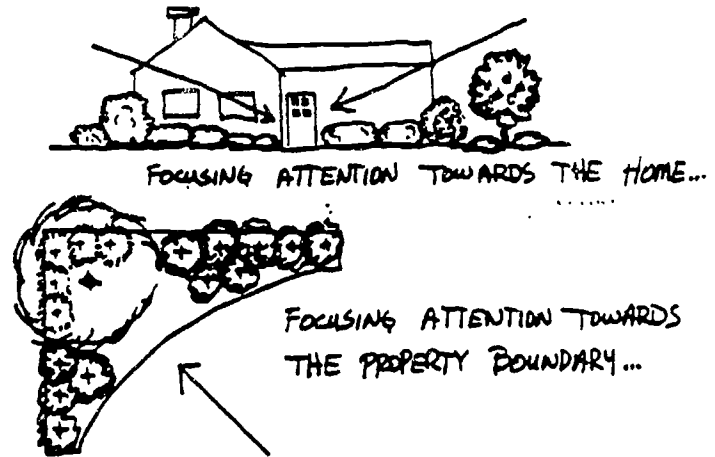 FOCUSING ATTENTION TOWARDS THE HOME...
FOCUSING ATTENTION TOWARDS
THE PROPERTY BOUNDARY...